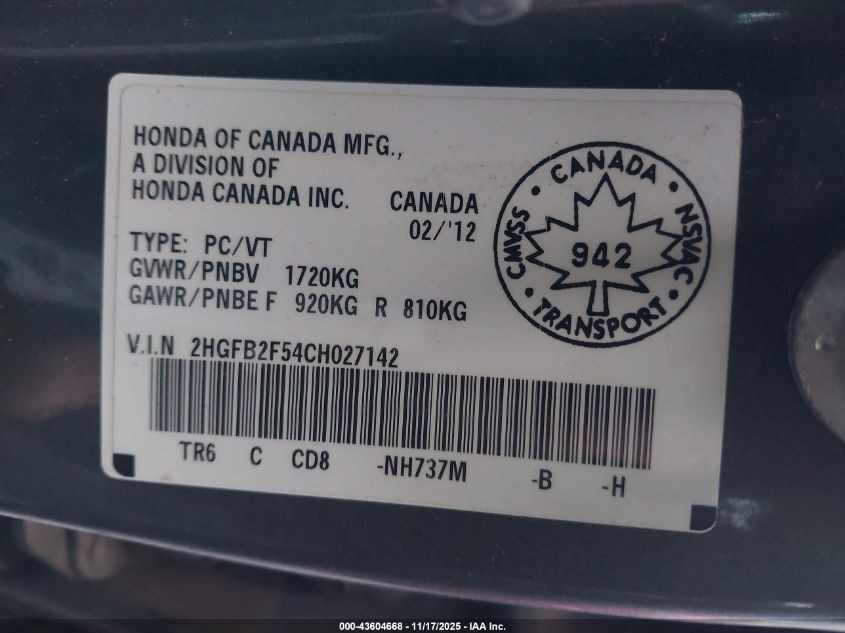 HONDA OF CANADA MFG.,
A DIVISION OF
HONDA CANADA INC.
CANADA
02/'12
TYPE: PC/VT
GVWR/PNBV 1720KG
GAWR/PNBE F 920KG R 810KG
CANADA
CMVSS • 942 • NSVAC
TRANSPORT
V.I.N 2HGFB2F54CH027142
TR6 C CD8 -NH737M -B -H
000-43604668 - 11/17/2025 - IAA Inc.